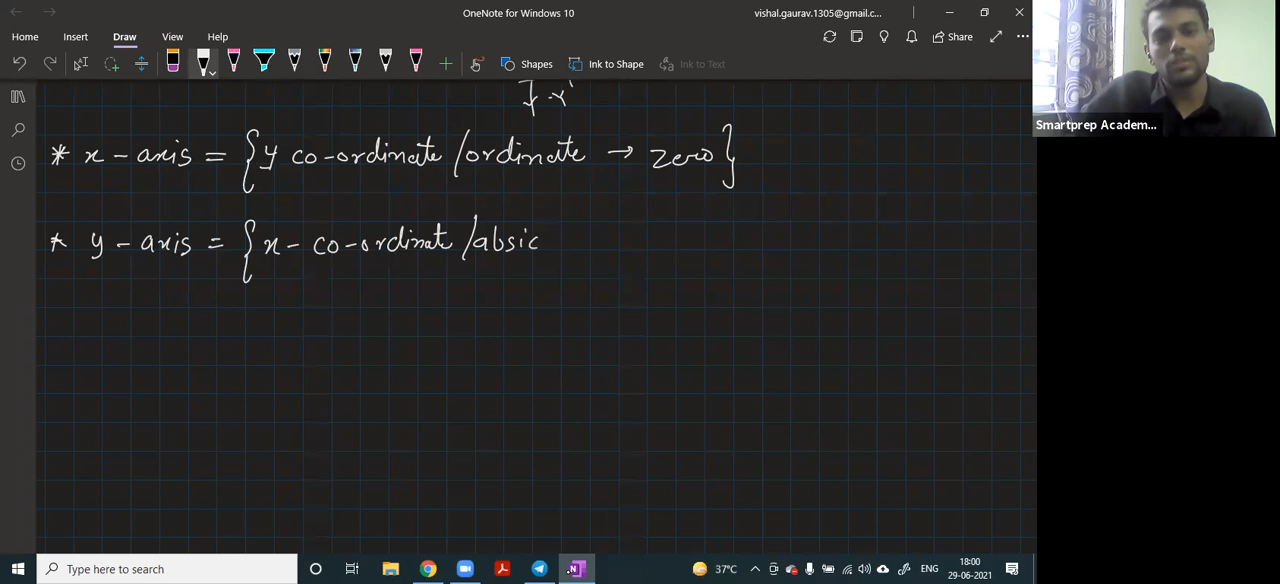 OneNote for Windows 10
vishal.gaurav.1305@gmail.c...
Home Insert Draw View Help
Share
Shapes Ink to Shape Ink to Text
Smartprep Academ...
* x - axis = {y co-ordinate/ordinate → zero}
* y - axis = {x - co-ordinate/absic
Type here to search
37°C
ENG
18:00
29-06-2021